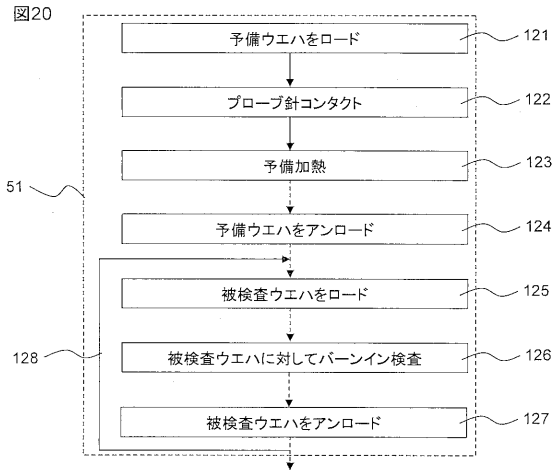 図20
予備ウエハをロード 121
プローブ針コンタクト 122
予備加熱 123
51
予備ウエハをアンロード 124
被検査ウエハをロード 125
128
被検査ウエハに対してバーンイン検査 126
被検査ウエハをアンロード 127